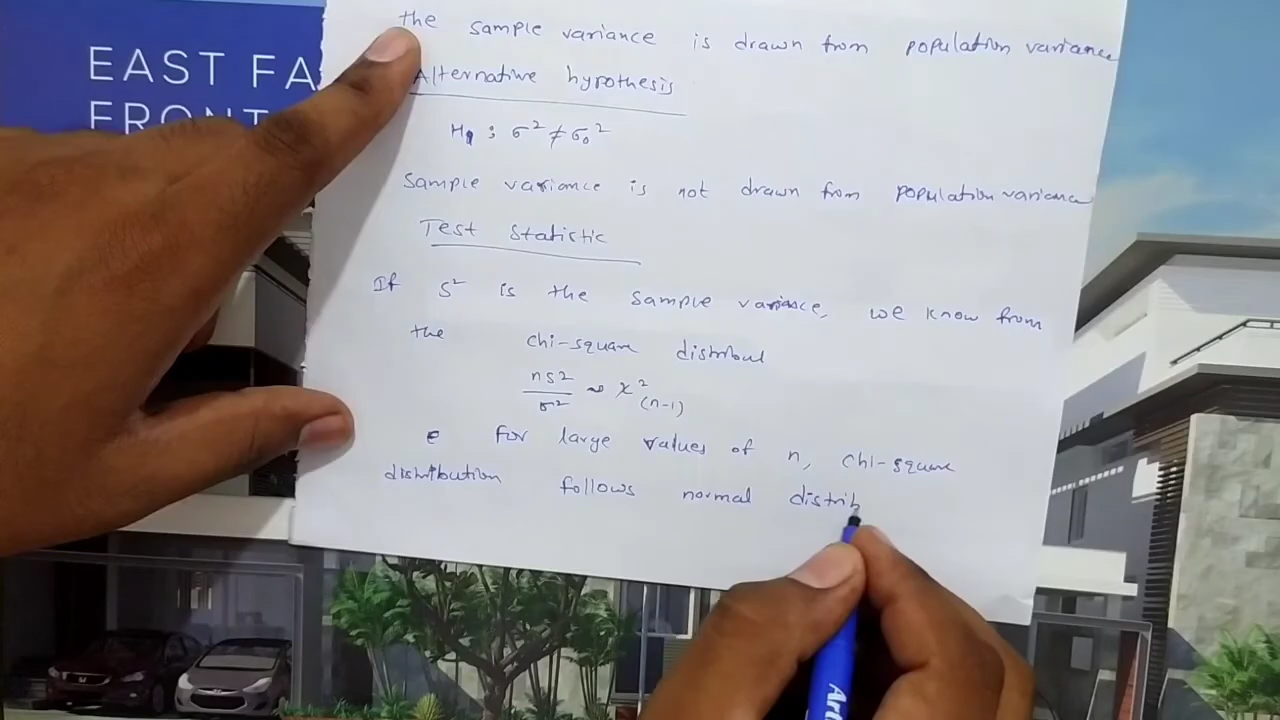 EAST FA
FRONT
the sample variance is drawn from population variance
Alternative hypothesis
H1 : σ² ≠ σ₀²
sample variance is not drawn from population variance
Test statistic
If s² is the sample variance, we know from
the chi-square distribut
ns²/σ² ~ χ²(n-1)
e for large values of n, chi-square
distribution follows normal distrib
Art